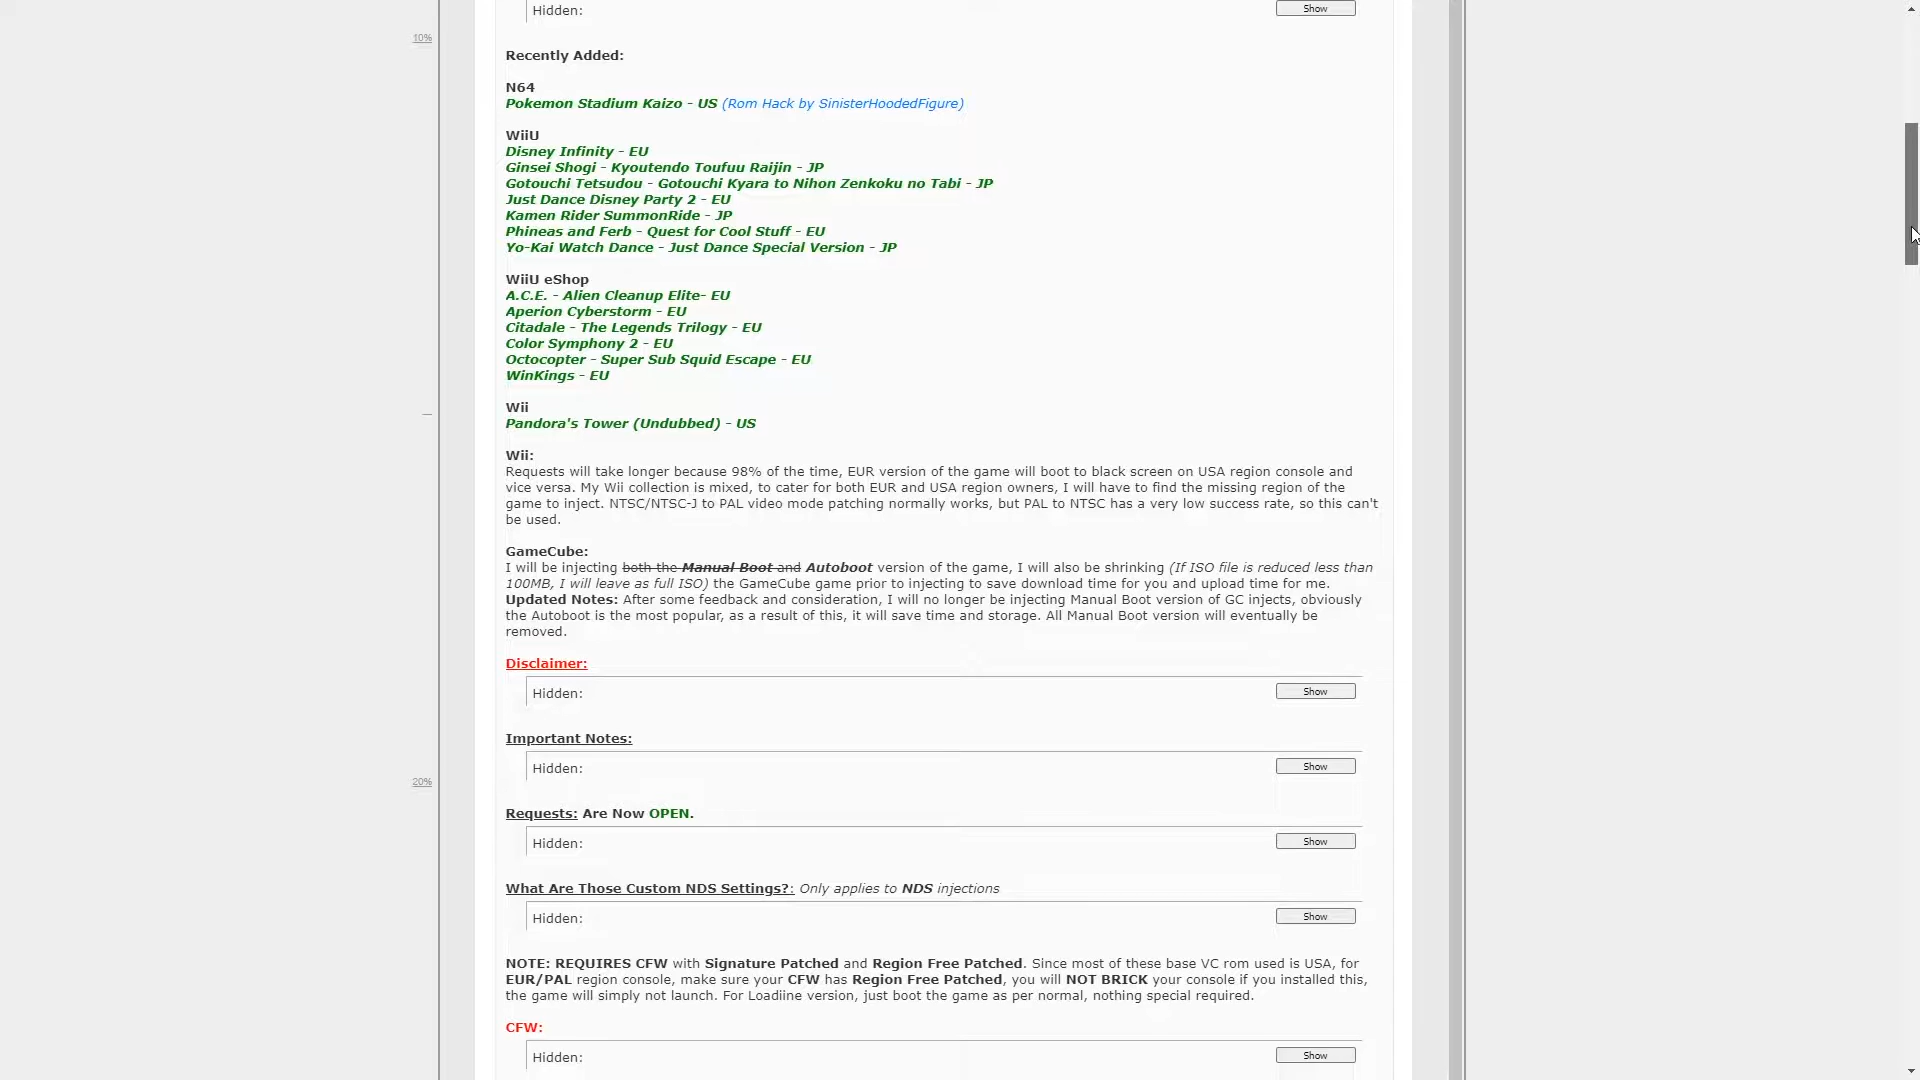 Hidden:
Show
10%
Recently Added:
N64
Pokemon Stadium Kaizo - US (Rom Hack by SinisterHoodedFigure)
WiiU
Disney Infinity - EU
Ginsei Shogi - Kyoutendo Toufuu Raijin - JP
Gotouchi Tetsudou - Gotouchi Kyara to Nihon Zenkoku no Tabi - JP
Just Dance Disney Party 2 - EU
Kamen Rider SummonRide - JP
Phineas and Ferb - Quest for Cool Stuff - EU
Yo-Kai Watch Dance - Just Dance Special Version - JP
WiiU eShop
A.C.E. - Alien Cleanup Elite- EU
Aperion Cyberstorm - EU
Citadale - The Legends Trilogy - EU
Color Symphony 2 - EU
Octocopter - Super Sub Squid Escape - EU
WinKings - EU
Wii
Pandora's Tower (Undubbed) - US
Wii:
Requests will take longer because 98% of the time, EUR version of the game will boot to black screen on USA region console and
vice versa. My Wii collection is mixed, to cater for both EUR and USA region owners, I will have to find the missing region of the
game to inject. NTSC/NTSC-J to PAL video mode patching normally works, but PAL to NTSC has a very low success rate, so this can't
be used.
GameCube:
I will be injecting both the Manual Boot and Autoboot version of the game, I will also be shrinking (If ISO file is reduced less than
100MB, I will leave as full ISO) the GameCube game prior to injecting to save download time for you and upload time for me.
Updated Notes: After some feedback and consideration, I will no longer be injecting Manual Boot version of GC injects, obviously
the Autoboot is the most popular, as a result of this, it will save time and storage. All Manual Boot version will eventually be
removed.
Disclaimer:
Hidden:
Show
Important Notes:
Hidden:
Show
20%
Requests: Are Now OPEN.
Hidden:
Show
What Are Those Custom NDS Settings?: Only applies to NDS injections
Hidden:
Show
NOTE: REQUIRES CFW with Signature Patched and Region Free Patched. Since most of these base VC rom used is USA, for
EUR/PAL region console, make sure your CFW has Region Free Patched, you will NOT BRICK your console if you installed this,
the game will simply not launch. For Loadiine version, just boot the game as per normal, nothing special required.
CFW:
Hidden:
Show